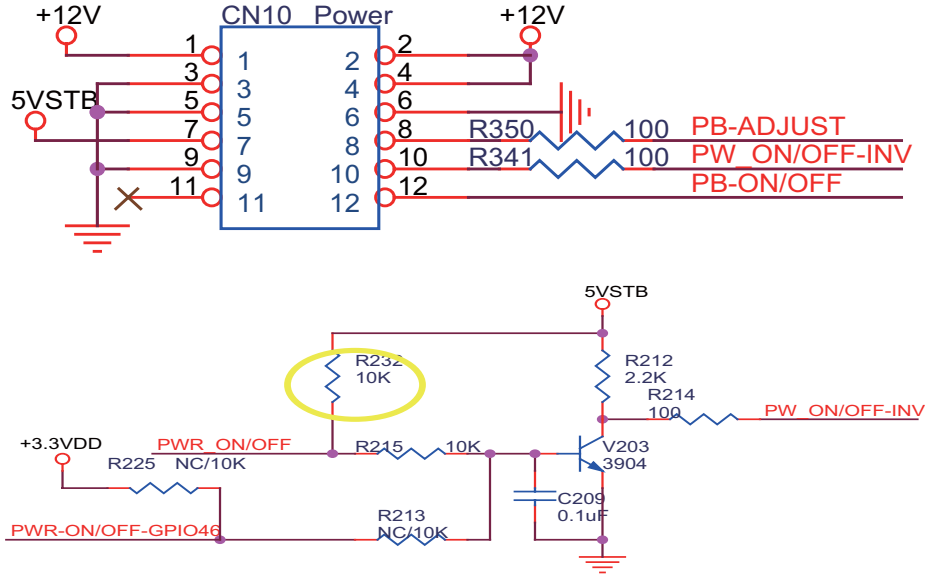 +12V CN10 Power +12V
1 1 2 2
3 3 4 4
5VSTB 5 5 6 6
7 7 8 8 R350 100 PB-ADJUST
9 9 10 10 R341 100 PW_ON/OFF-INV
11 11 12 12 PB-ON/OFF
5VSTB
R232
10K
R212
2.2K
R214
100
PW_ON/OFF-INV
+3.3VDD
PWR_ON/OFF
R215 10K
V203
3904
R225 NC/10K
C209
0.1uF
R213
NC/10K
PWR-ON/OFF-GPIO46